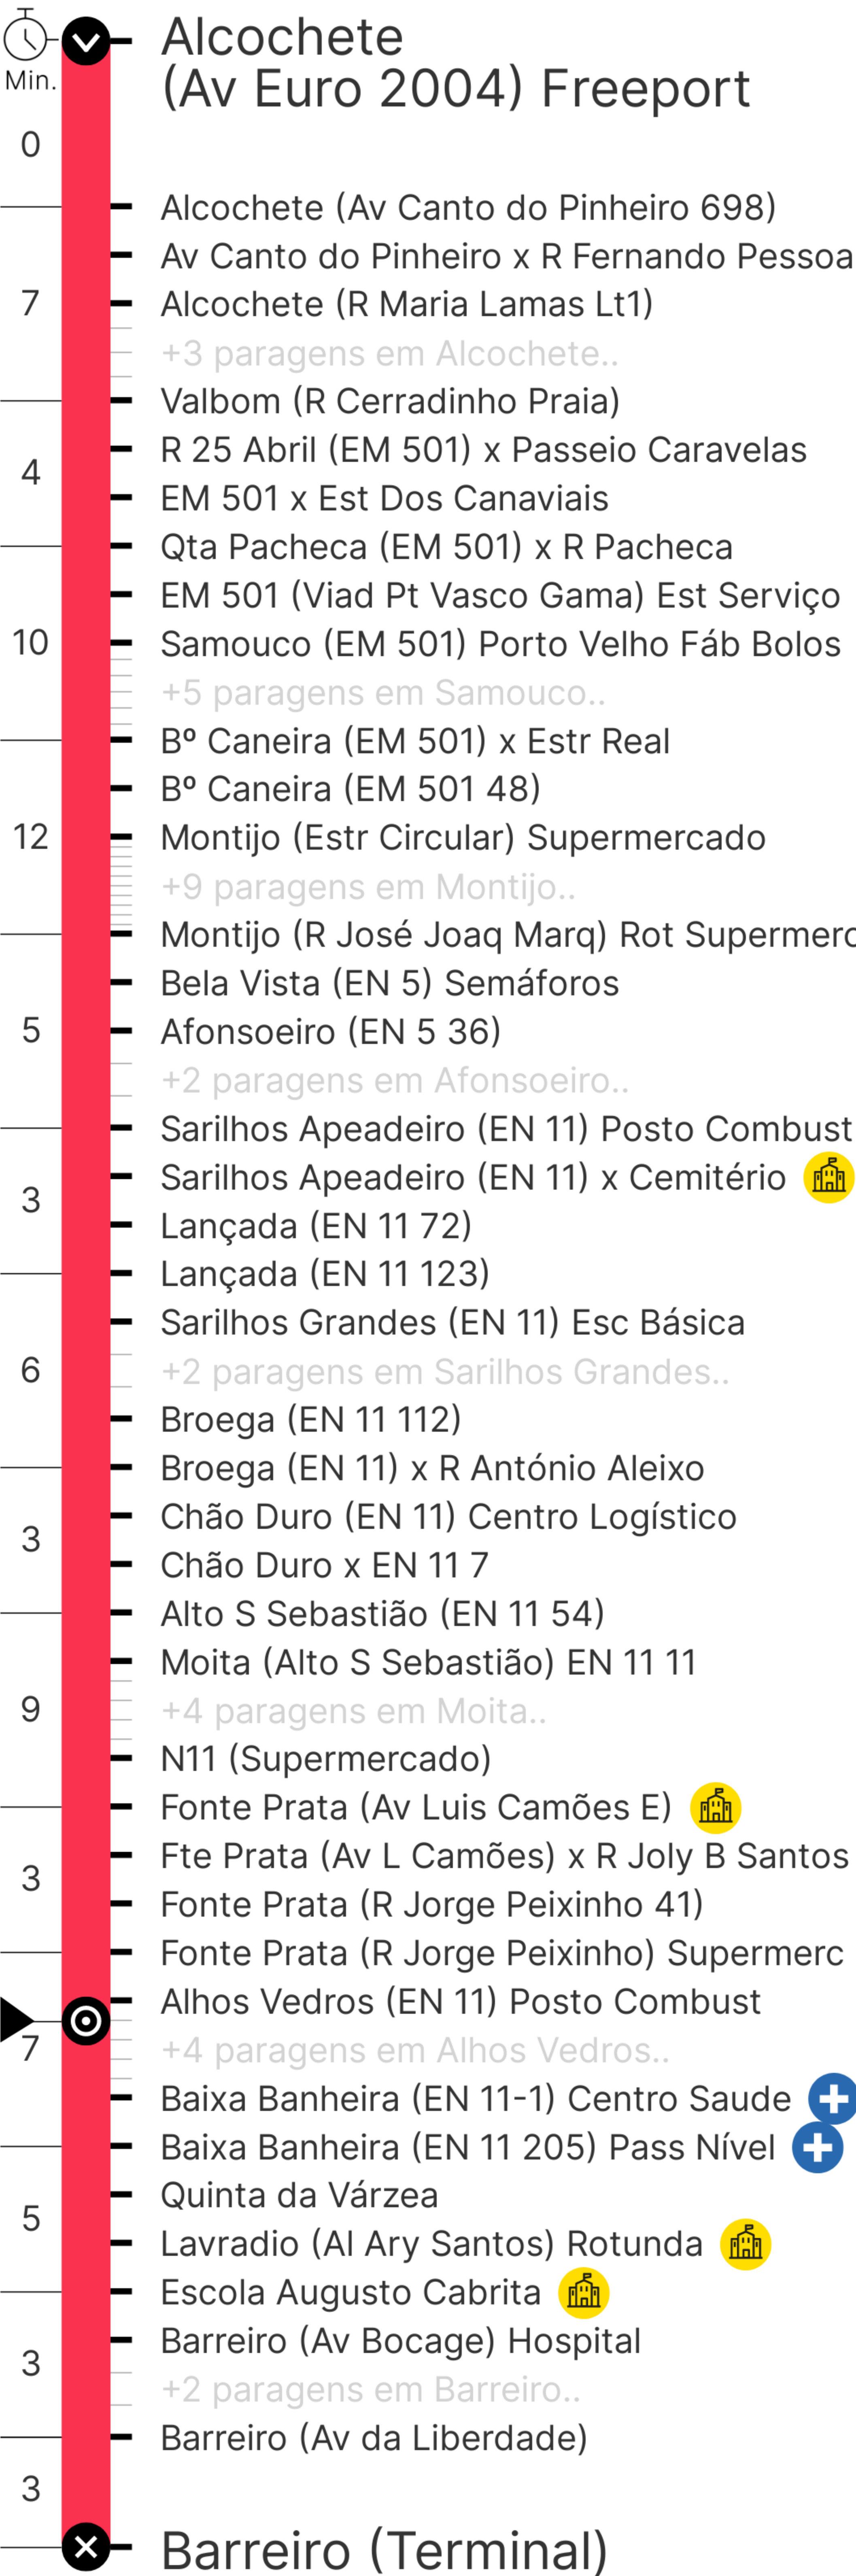 Alcochete
(Av Euro 2004) Freeport
Min.
0
Alcochete (Av Canto do Pinheiro 698)
Av Canto do Pinheiro x R Fernando Pessoa
7
Alcochete (R Maria Lamas Lt1)
+3 paragens em Alcochete..
Valbom (R Cerradinho Praia)
R 25 Abril (EM 501) x Passeio Caravelas
4
EM 501 x Est Dos Canaviais
Qta Pacheca (EM 501) x R Pacheca
EM 501 (Viad Pt Vasco Gama) Est Serviço
10
Samouco (EM 501) Porto Velho Fáb Bolos
+5 paragens em Samouco..
Bº Caneira (EM 501) x Estr Real
Bº Caneira (EM 501 48)
12
Montijo (Estr Circular) Supermercado
+9 paragens em Montijo..
Montijo (R José Joaq Marq) Rot Supermerc
Bela Vista (EN 5) Semáforos
5
Afonsoeiro (EN 5 36)
+2 paragens em Afonsoeiro..
Sarilhos Apeadeiro (EN 11) Posto Combust
Sarilhos Apeadeiro (EN 11) x Cemitério
3
Lançada (EN 11 72)
Lançada (EN 11 123)
Sarilhos Grandes (EN 11) Esc Básica
6
+2 paragens em Sarilhos Grandes..
Broega (EN 11 112)
Broega (EN 11) x R António Aleixo
Chão Duro (EN 11) Centro Logístico
3
Chão Duro x EN 11 7
Alto S Sebastião (EN 11 54)
Moita (Alto S Sebastião) EN 11 11
9
+4 paragens em Moita..
N11 (Supermercado)
Fonte Prata (Av Luis Camões E)
Fte Prata (Av L Camões) x R Joly B Santos
3
Fonte Prata (R Jorge Peixinho 41)
Fonte Prata (R Jorge Peixinho) Supermerc
Alhos Vedros (EN 11) Posto Combust
7
+4 paragens em Alhos Vedros..
Baixa Banheira (EN 11-1) Centro Saude
Baixa Banheira (EN 11 205) Pass Nível
Quinta da Várzea
5
Lavradio (Al Ary Santos) Rotunda
Escola Augusto Cabrita
Barreiro (Av Bocage) Hospital
3
+2 paragens em Barreiro..
Barreiro (Av da Liberdade)
3
Barreiro (Terminal)